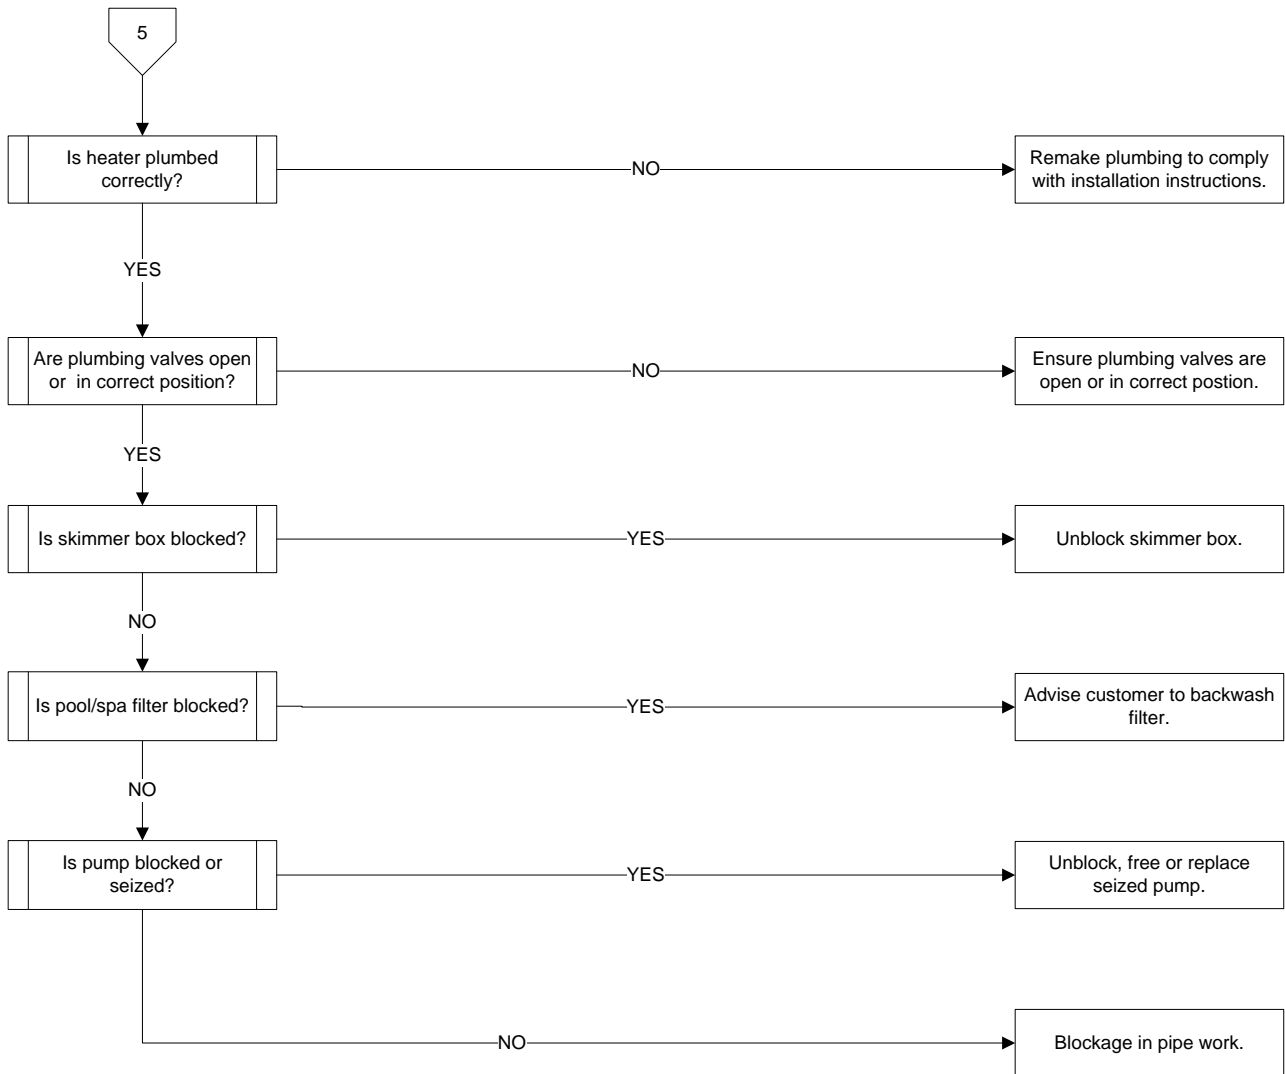 5
Is heater plumbed
correctly?
NO
Remake plumbing to comply
with installation instructions.
YES
Are plumbing valves open
or in correct position?
NO
Ensure plumbing valves are
open or in correct postion.
YES
Is skimmer box blocked?
YES
Unblock skimmer box.
NO
Is pool/spa filter blocked?
YES
Advise customer to backwash
filter.
NO
Is pump blocked or
seized?
YES
Unblock, free or replace
seized pump.
NO
Blockage in pipe work.